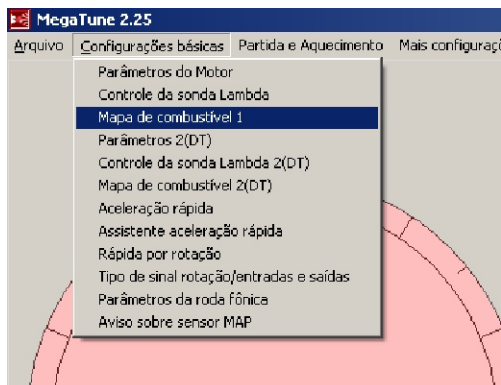 MegaTune 2.25
Arquivo Configurações básicas Partida e Aquecimento Mais configuraçõ
Parâmetros do Motor
Controle da sonda Lambda
Mapa de combustível 1
Parâmetros 2(DT)
Controle da sonda Lambda 2(DT)
Mapa de combustível 2(DT)
Aceleração rápida
Assistente aceleração rápida
Rápida por rotação
Tipo de sinal rotação/entradas e saídas
Parâmetros da roda fônica
Aviso sobre sensor MAP